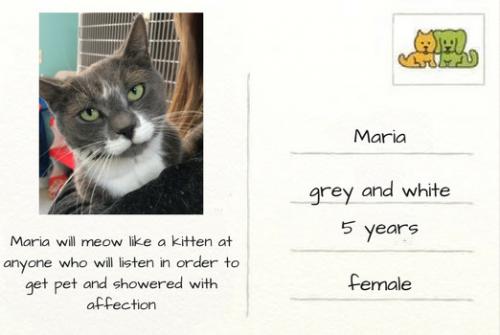 Maria will meow like a kitten at
anyone who will listen in order to
get pet and showered with
affection
Maria
grey and white
5 years
female